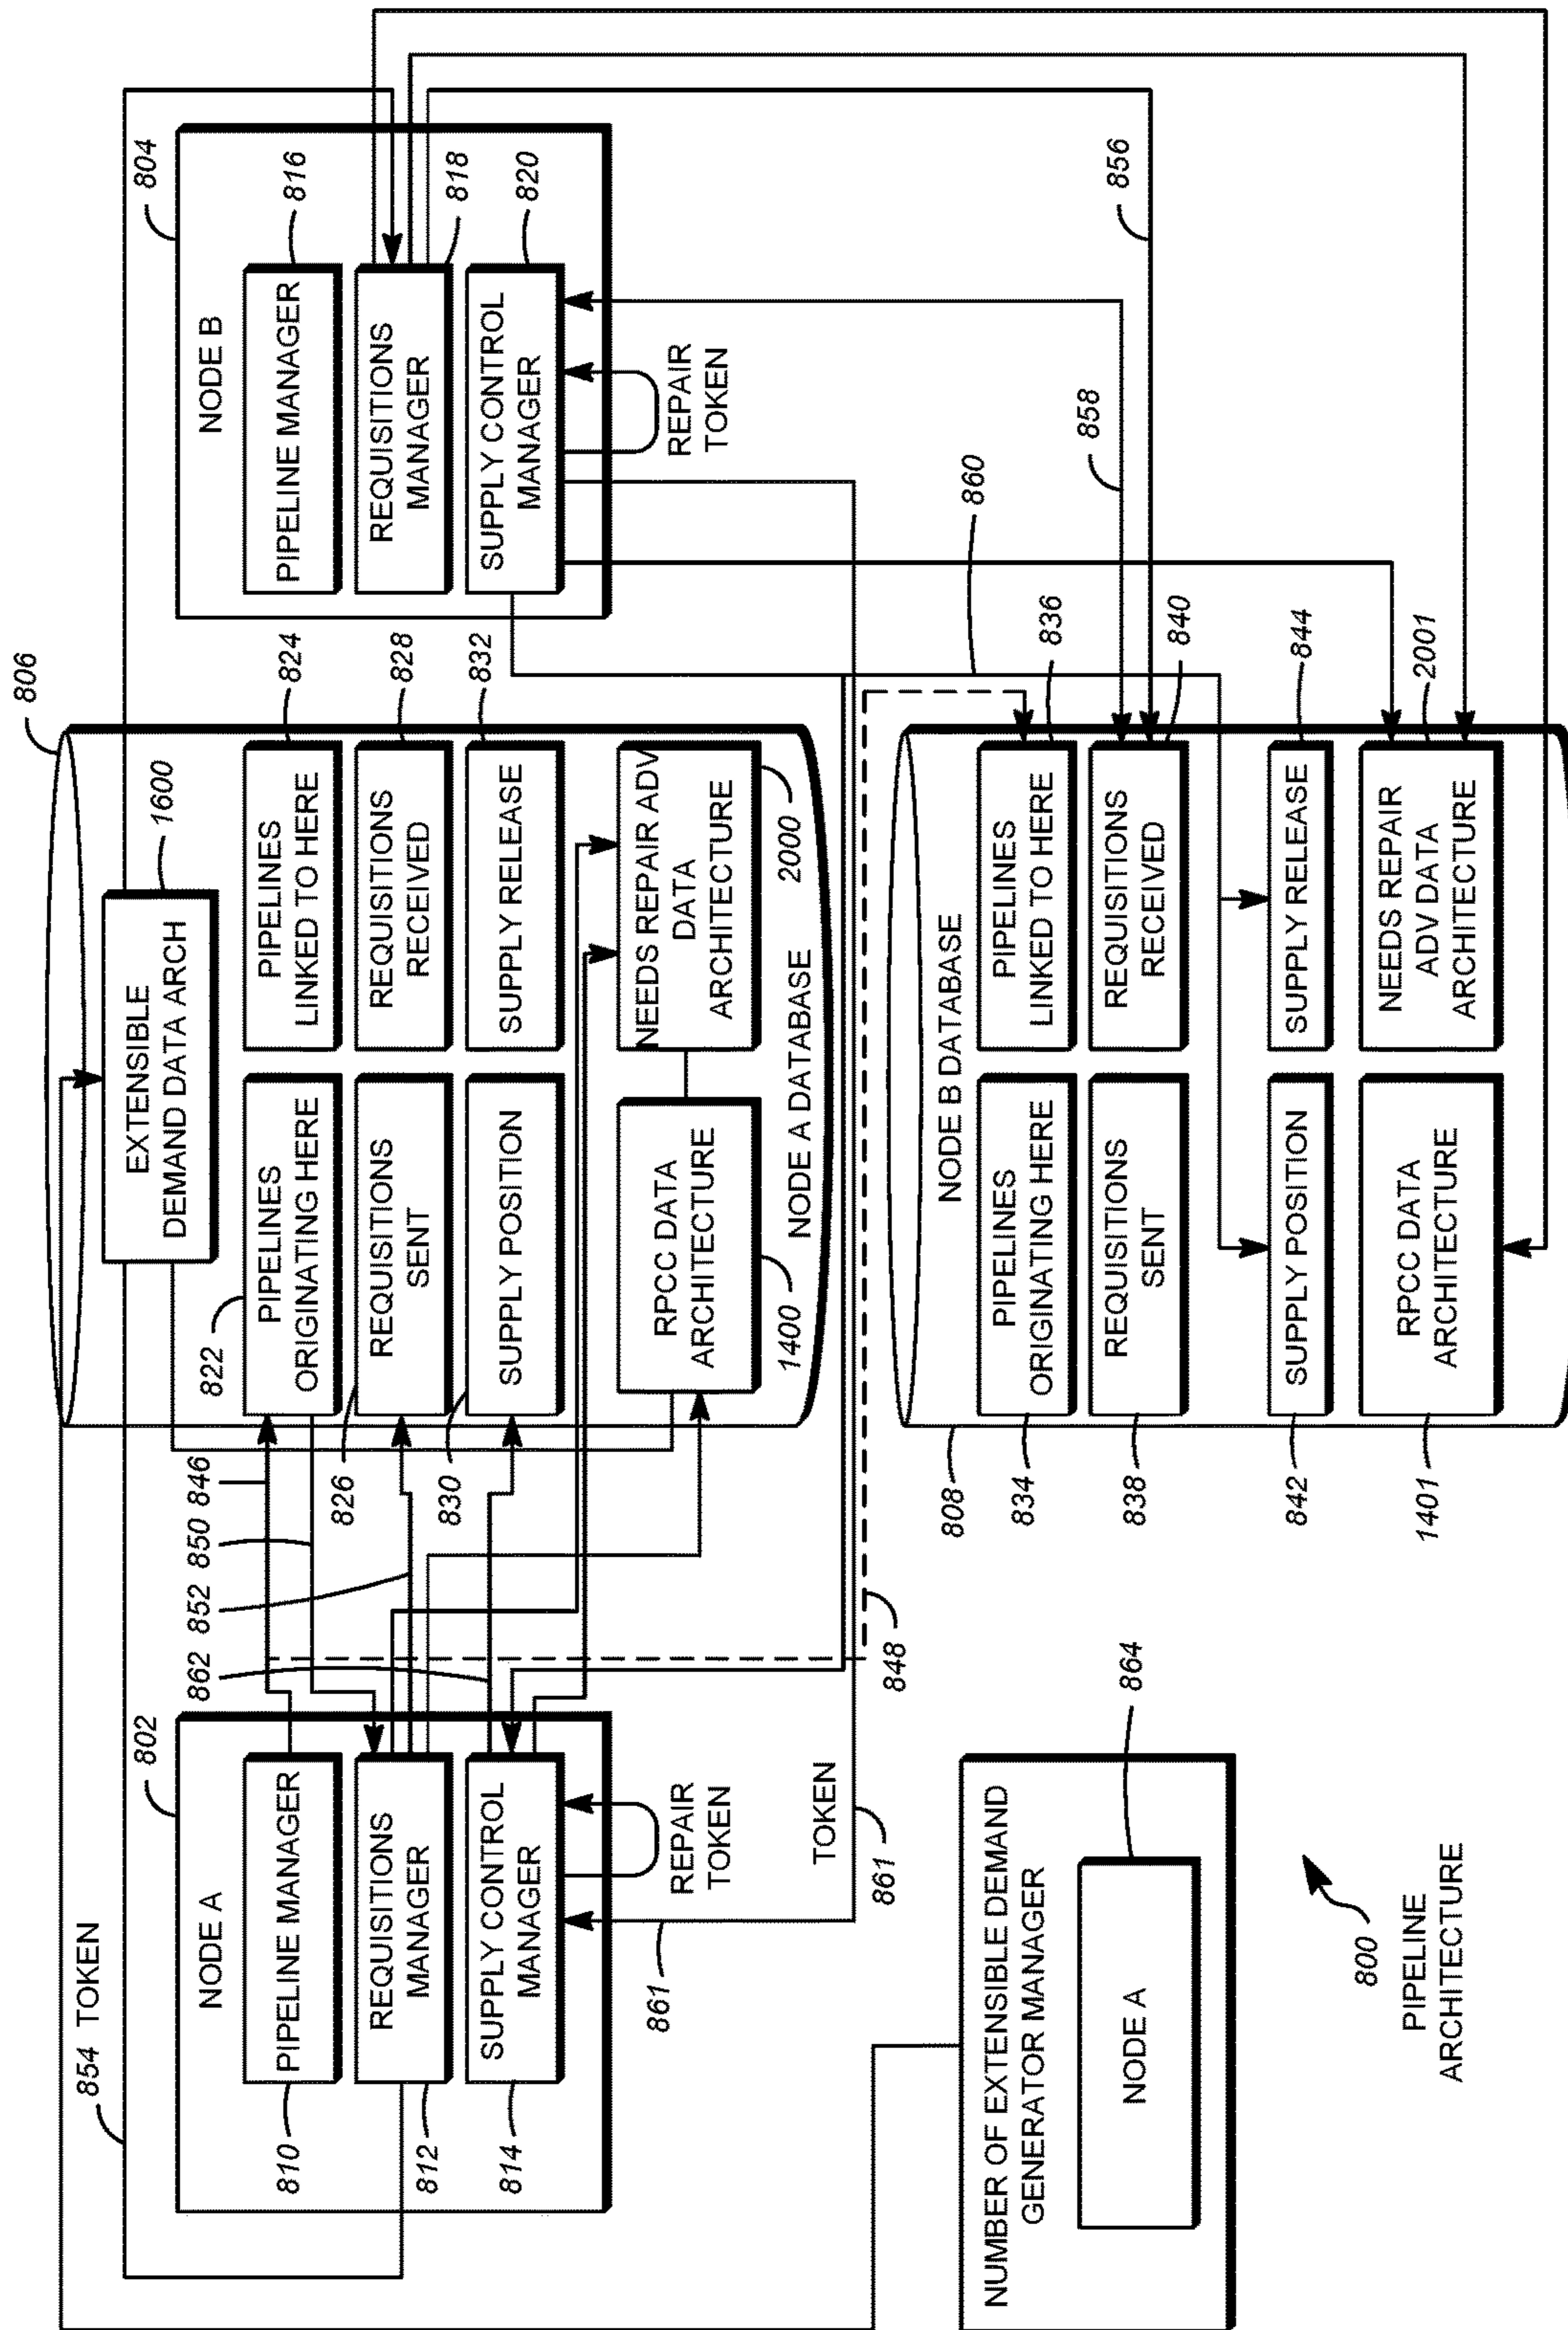 854 TOKEN
802
NODE A
810
PIPELINE MANAGER
812
REQUISITIONS
MANAGER
814
SUPPLY CONTROL
MANAGER
REPAIR
TOKEN
861
TOKEN
861
846
850
852
862
848
806
EXTENSIBLE
DEMAND DATA ARCH
1600
822
PIPELINES
ORIGINATING HERE
PIPELINES
LINKED TO HERE
824
826
REQUISITIONS
SENT
REQUISITIONS
RECEIVED
828
830
SUPPLY POSITION
SUPPLY RELEASE
832
RPCC DATA
ARCHITECTURE
1400
NEEDS REPAIR ADV
DATA
ARCHITECTURE
2000
NODE A DATABASE
804
NODE B
PIPELINE MANAGER
816
REQUISITIONS
MANAGER
818
SUPPLY CONTROL
MANAGER
820
REPAIR
TOKEN
860
858
856
NUMBER OF EXTENSIBLE DEMAND
GENERATOR MANAGER
NODE A
864
808
NODE B DATABASE
834
PIPELINES
ORIGINATING HERE
PIPELINES
LINKED TO HERE
836
838
REQUISITIONS
SENT
REQUISITIONS
RECEIVED
840
842
SUPPLY POSITION
SUPPLY RELEASE
844
1401
RPCC DATA
ARCHITECTURE
NEEDS REPAIR
ADV DATA
ARCHITECTURE
2001
800
PIPELINE
ARCHITECTURE